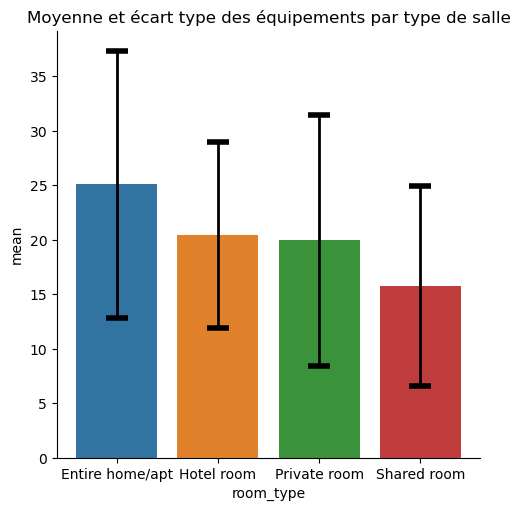 Moyenne et écart type des équipements par type de salle
35
30
25
20
15
10
5
0
mean
Entire home/apt Hotel room Private room Shared room
room_type